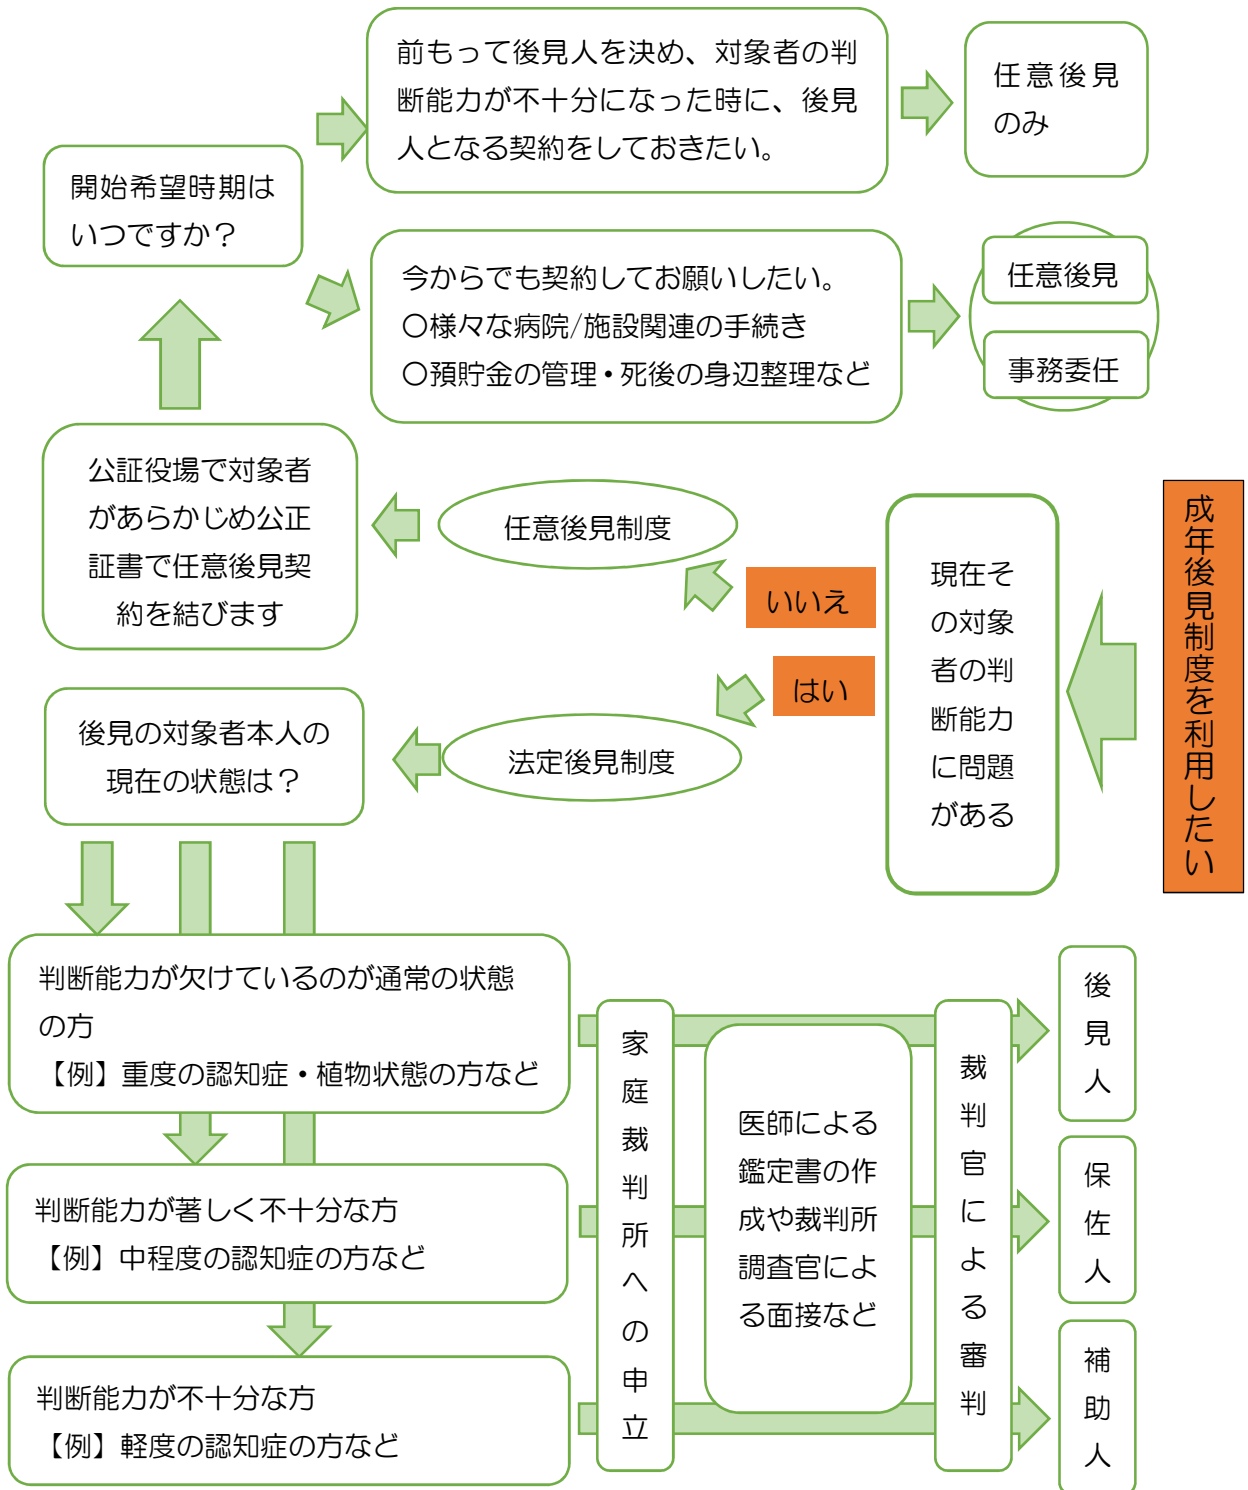 前もって後見人を決め、対象者の判
断能力が不十分になった時に、後見
人となる契約をしておきたい。
任意後見
のみ
開始希望時期は
いつですか？
今からでも契約してお願いしたい。
〇様々な病院/施設関連の手続き
〇預貯金の管理・死後の身辺整理など
任意後見
事務委任
公証役場で対象者
があらかじめ公正
証書で任意後見契
約を結びます
任意後見制度
いいえ
はい
現在そ
の対象
者の判
断能力
に問題
がある
成年後見制度を利用したい
後見の対象者本人の
現在の状態は？
法定後見制度
判断能力が欠けているのが通常の状態
の方
【例】重度の認知症・植物状態の方など
判断能力が著しく不十分な方
【例】中程度の認知症の方など
判断能力が不十分な方
【例】軽度の認知症の方など
家庭裁判所への申立
医師による
鑑定書の作
成や裁判所
調査官によ
る面接など
裁判官による審判
後見人
保佐人
補助人